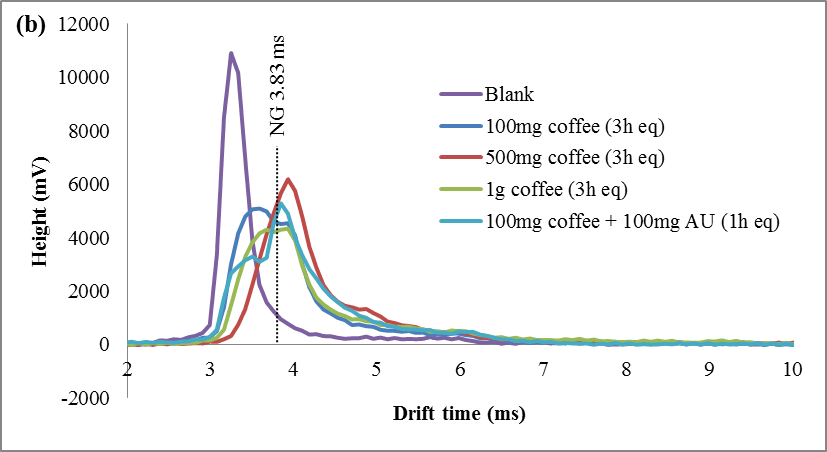 (b)
12000
10000
8000
6000
4000
2000
0
-2000
Height (mV)
NG 3.83 ms
Blank
100mg coffee (3h eq)
500mg coffee (3h eq)
1g coffee (3h eq)
100mg coffee + 100mg AU (1h eq)
2 3 4 5 6 7 8 9 10
Drift time (ms)